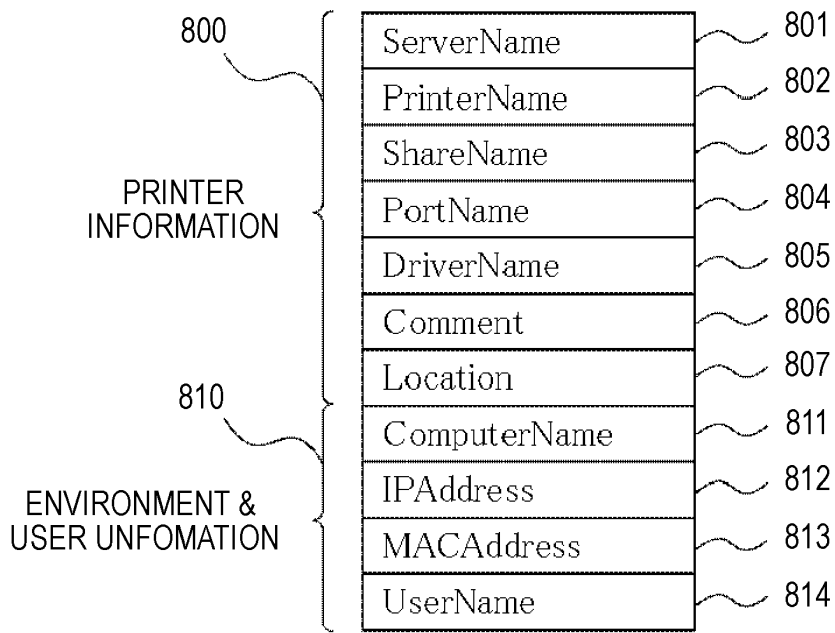 800
PRINTER
INFORMATION
ServerName 801
PrinterName 802
ShareName 803
PortName 804
DriverName 805
Comment 806
Location 807
810
ENVIRONMENT &
USER UNFOMATION
ComputerName 811
IPAddress 812
MACAddress 813
UserName 814